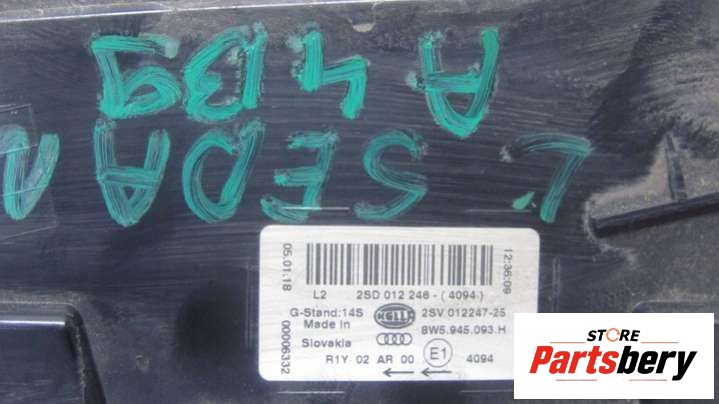 L. SEDAN
A4 B9
05.01.18
12:36:09
L2 2SD 012 246 - ( 4094 )
G-Stand:14S HELLA 2SV 012247-25
Made in 8W5.945.093.H
Slovakia
00006332
R1Y 02 AR 00 E1 4094
STORE
Partsbery